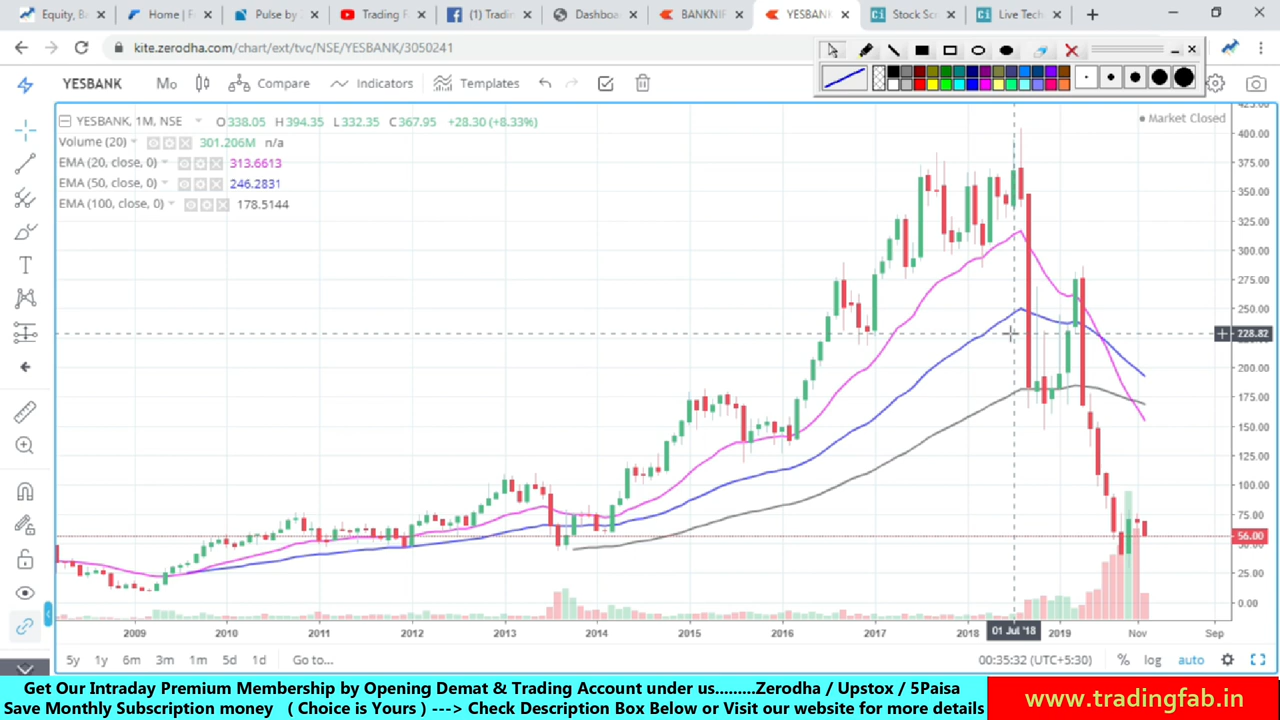 Equity, B
Home | F
Pulse by
Trading F
(1) Tradin
Dashboa
BANKNIF
YESBANK
Stock Scr
Live Tech
kite.zerodha.com/chart/ext/tvc/NSE/YESBANK/3050241
YESBANK
Mo
Compare
Indicators
Templates
YESBANK, 1M, NSE O338.05 H394.35 L332.35 C367.95 +28.30 (+8.33%)
Market Closed
Volume (20) 301.206M n/a
EMA (20, close, 0) 313.6613
EMA (50, close, 0) 246.2831
EMA (100, close, 0) 178.5144
425.00
400.00
375.00
350.00
325.00
300.00
275.00
250.00
228.82
200.00
175.00
150.00
125.00
100.00
75.00
56.00
25.00
0.00
2009 2010 2011 2012 2013 2014 2015 2016 2017 2018 01 Jul '18 2019 Nov Sep
5y 1y 6m 3m 1m 5d 1d Go to... 00:35:32 (UTC+5:30) % log auto
Get Our Intraday Premium Membership by Opening Demat & Trading Account under us.........Zerodha / Upstox / 5Paisa
Save Monthly Subscription money ( Choice is Yours ) ---> Check Description Box Below or Visit our website for more details
www.tradingfab.in